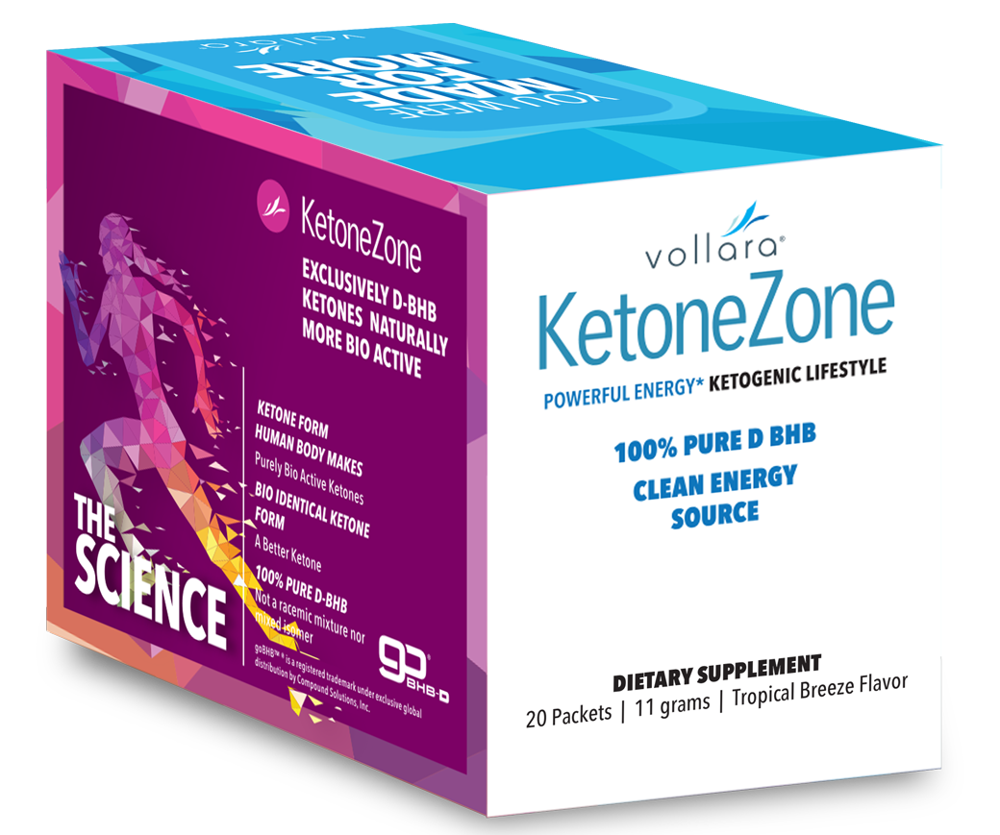 vollara®
YOU WERE
MADE
FOR
MORE
KetoneZone
EXCLUSIVELY D-BHB
KETONES NATURALLY
MORE BIO ACTIVE
KETONE FORM
HUMAN BODY MAKES
Purely Bio Active Ketones
BIO IDENTICAL KETONE
FORM
A Better Ketone
100% PURE D-BHB
Not a racemic mixture nor
mixed isomer
THE
SCIENCE
go®
BHB-D
goBHB™ ® is a registered trademark under exclusive global
distribution by Compound Solutions, Inc.
vollara®
KetoneZone
POWERFUL ENERGY* KETOGENIC LIFESTYLE
100% PURE D BHB
CLEAN ENERGY
SOURCE
DIETARY SUPPLEMENT
20 Packets | 11 grams | Tropical Breeze Flavor